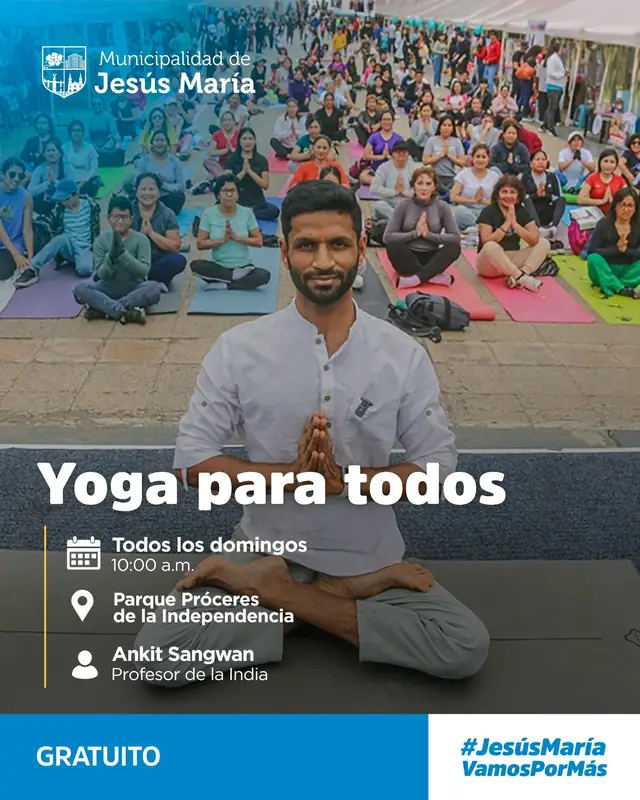 Municipalidad de
Jesús María
Yoga para todos
Todos los domingos
10:00 a.m.
Parque Próceres
de la Independencia
Ankit Sangwan
Profesor de la India
GRATUITO
#JesúsMaría
VamosPorMás